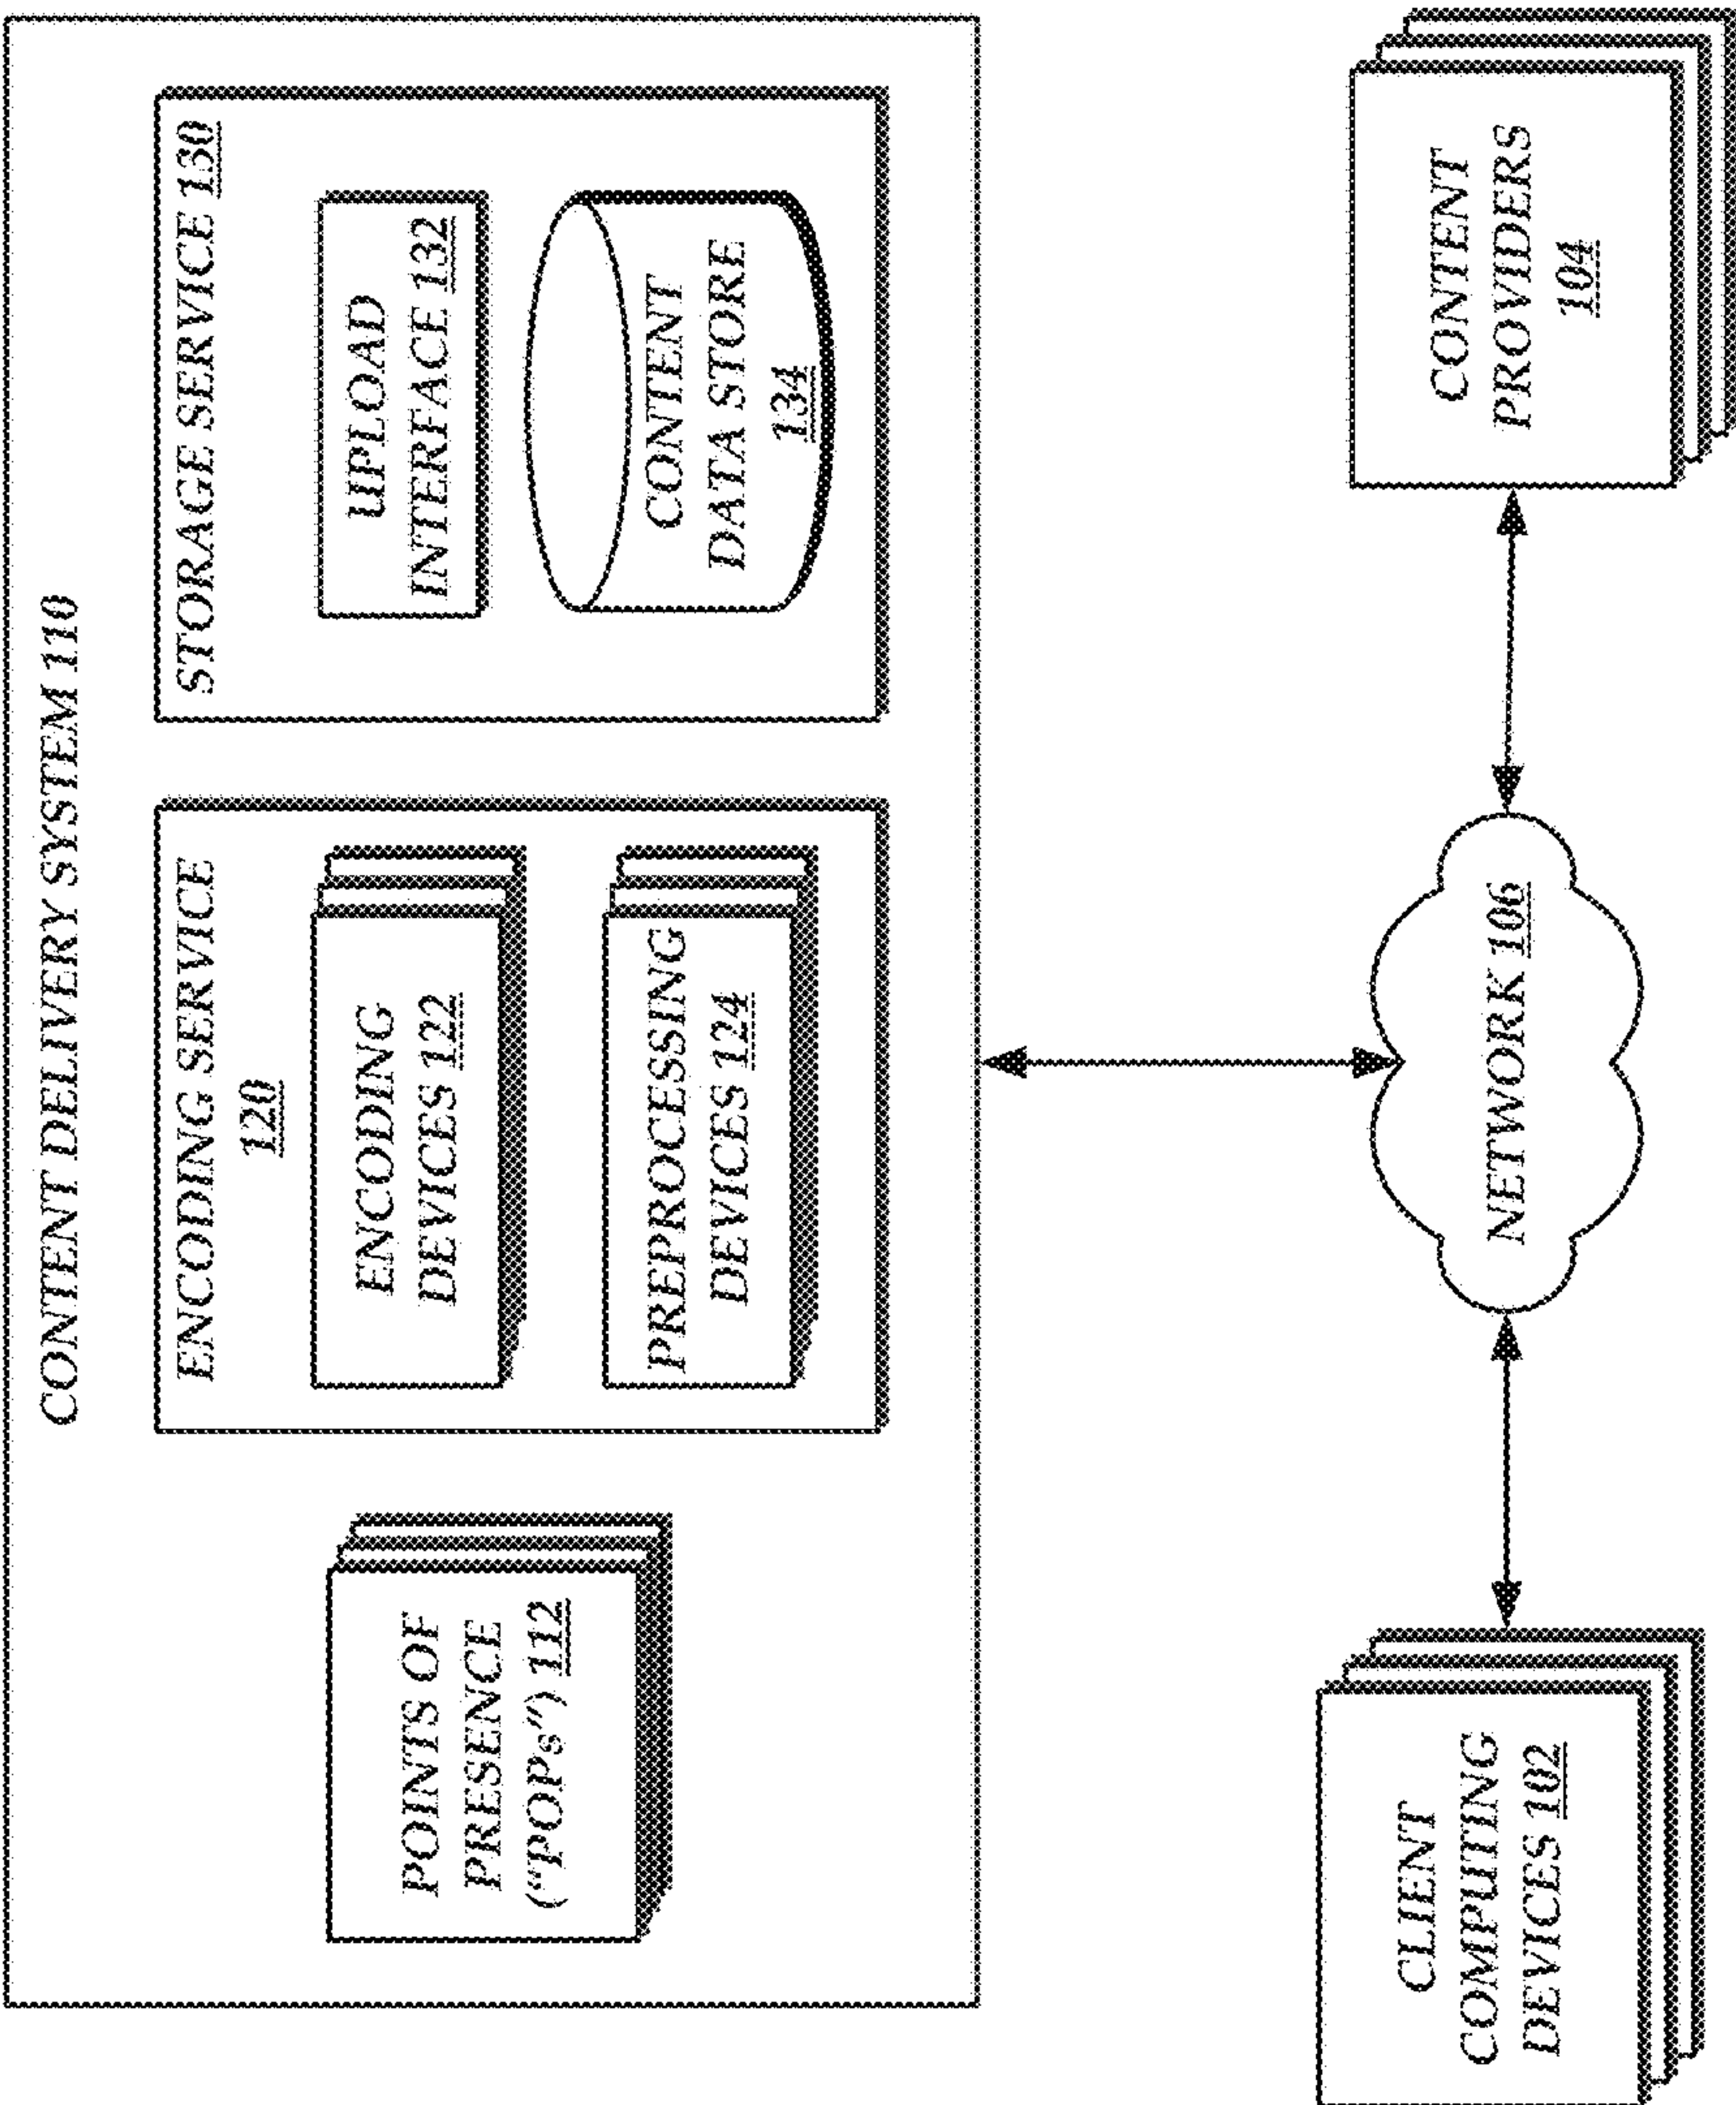 CONTENT DELIVERY SYSTEM 110
POINTS OF
PRESENCE
("POPs") 112
ENCODING SERVICE
120
ENCODING
DEVICES 122
PREPROCESSING
DEVICES 124
STORAGE SERVICE 130
UPLOAD
INTERFACE 132
CONTENT
DATA STORE
134
CLIENT
COMPUTING
DEVICES 102
NETWORK 106
CONTENT
PROVIDERS
104